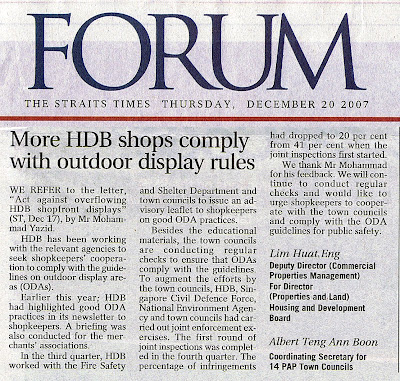 FORUM
THE STRAITS TIMES THURSDAY, DECEMBER 20 2007
More HDB shops comply
with outdoor display rules
WE REFER to the letter,
"Act against overflowing
HDB shopfront displays"
(ST, Dec 17), by Mr Moham-
mad Yazid.
HDB has been working
with the relevant agencies to
seek shopkeepers' coopera-
tion to comply with the guide-
lines on outdoor display are-
as (ODAs).
Earlier this year; HDB
had highlighted good ODA
practices in its newsletter to
shopkeepers. A briefing was
also conducted for the mer-
chants' associations.
In the third quarter, HDB
worked with the Fire Safety
and Shelter Department and
town councils to issue an ad-
visory leaflet to shopkeepers
on good ODA practices.
Besides the educational
materials, the town councils
are conducting regular
checks to ensure that ODAs
comply with the guidelines.
To augment the efforts by
the town councils, HDB, Sin-
gapore Civil Defence Force,
National Environment Agen-
cy and town councils had car-
ried out joint enforcement ex-
ercises. The first round of
joint inspections was complet-
ed in the fourth quarter. The
percentage of infringements
had dropped to 20 per cent
from 41 per cent when the
joint inspections first started.
We thank Mr Mohammad
for his feedback. We will con-
tinue to conduct regular
checks and would like to
urge shopkeepers to cooper-
ate with the town councils
and comply with the ODA
guidelines for public safety.
Lim Huat Eng
Deputy Director (Commercial
Properties Management)
For Director
(Properties and Land)
Housing and Development
Board
Albert Teng Ann Boon
Coordinating Secretary for
14 PAP Town Councils